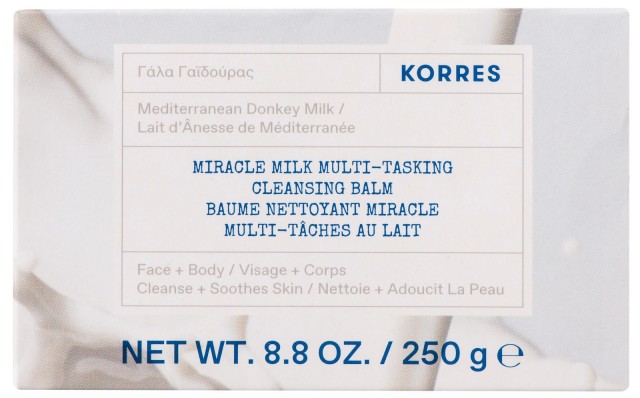 Γάλα Γαϊδούρας
KORRES
Mediterranean Donkey Milk /
Lait d'Ânesse de Méditerranée
MIRACLE MILK MULTI-TASKING
CLEANSING BALM
BAUME NETTOYANT MIRACLE
MULTI-TÂCHES AU LAIT
Face + Body / Visage + Corps
Cleanse + Soothes Skin / Nettoie + Adoucit La Peau
NET WT. 8.8 OZ. / 250 g ℮